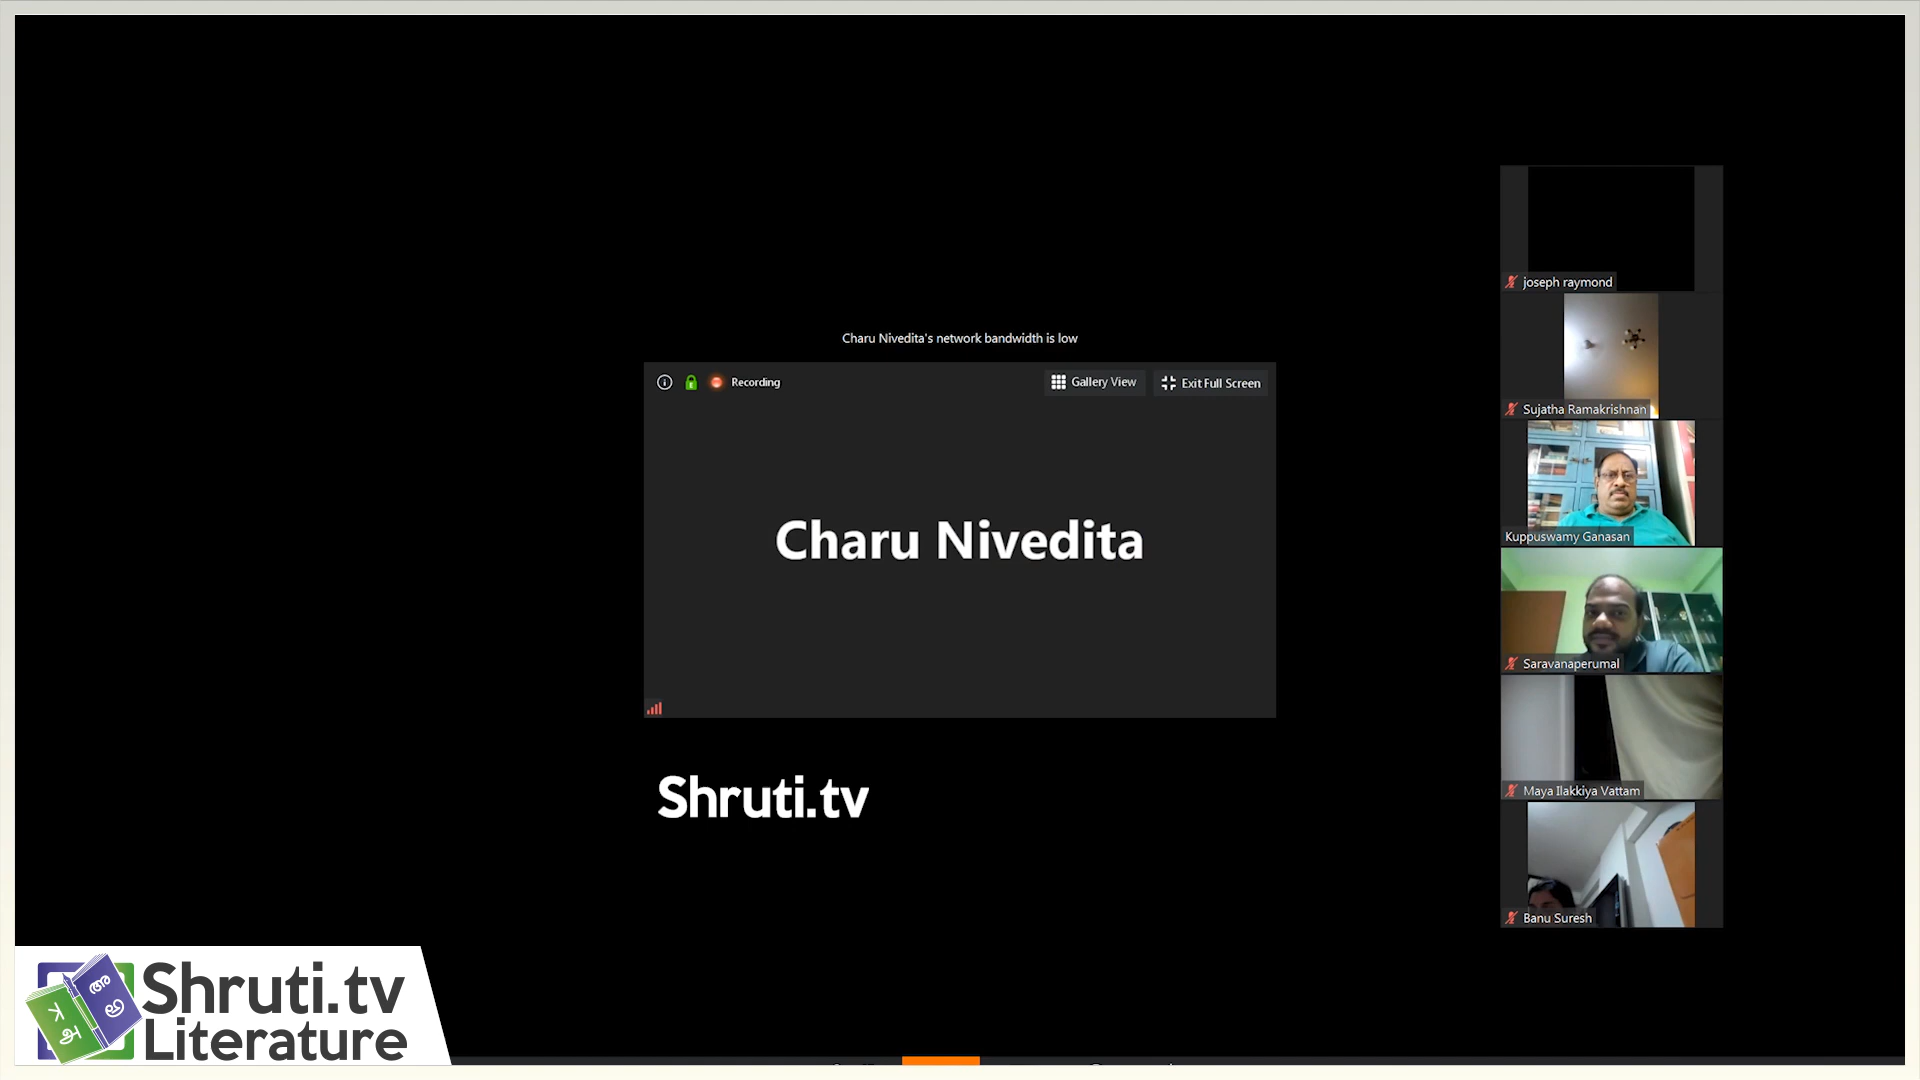 Charu Nivedita's network bandwidth is low
Recording
Gallery View
Exit Full Screen
Charu Nivedita
Shruti.tv
joseph raymond
Sujatha Ramakrishnan
Kuppuswamy Ganasan
Saravanaperumal
Maya Ilakkiya Vattam
Banu Suresh
Shruti.tv
Literature